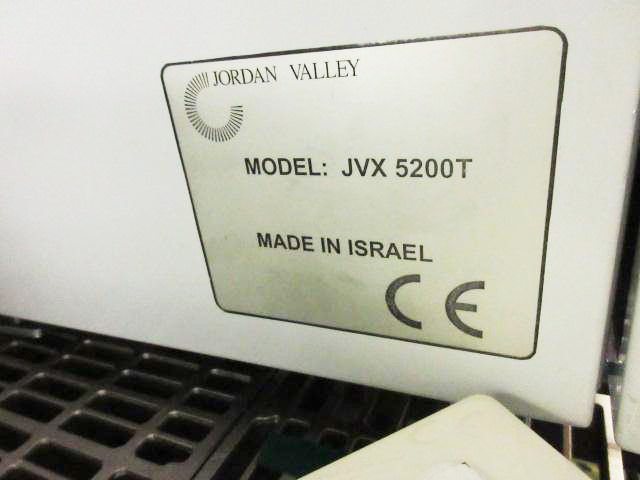 JORDAN VALLEY
MODEL: JVX 5200T
MADE IN ISRAEL
CE